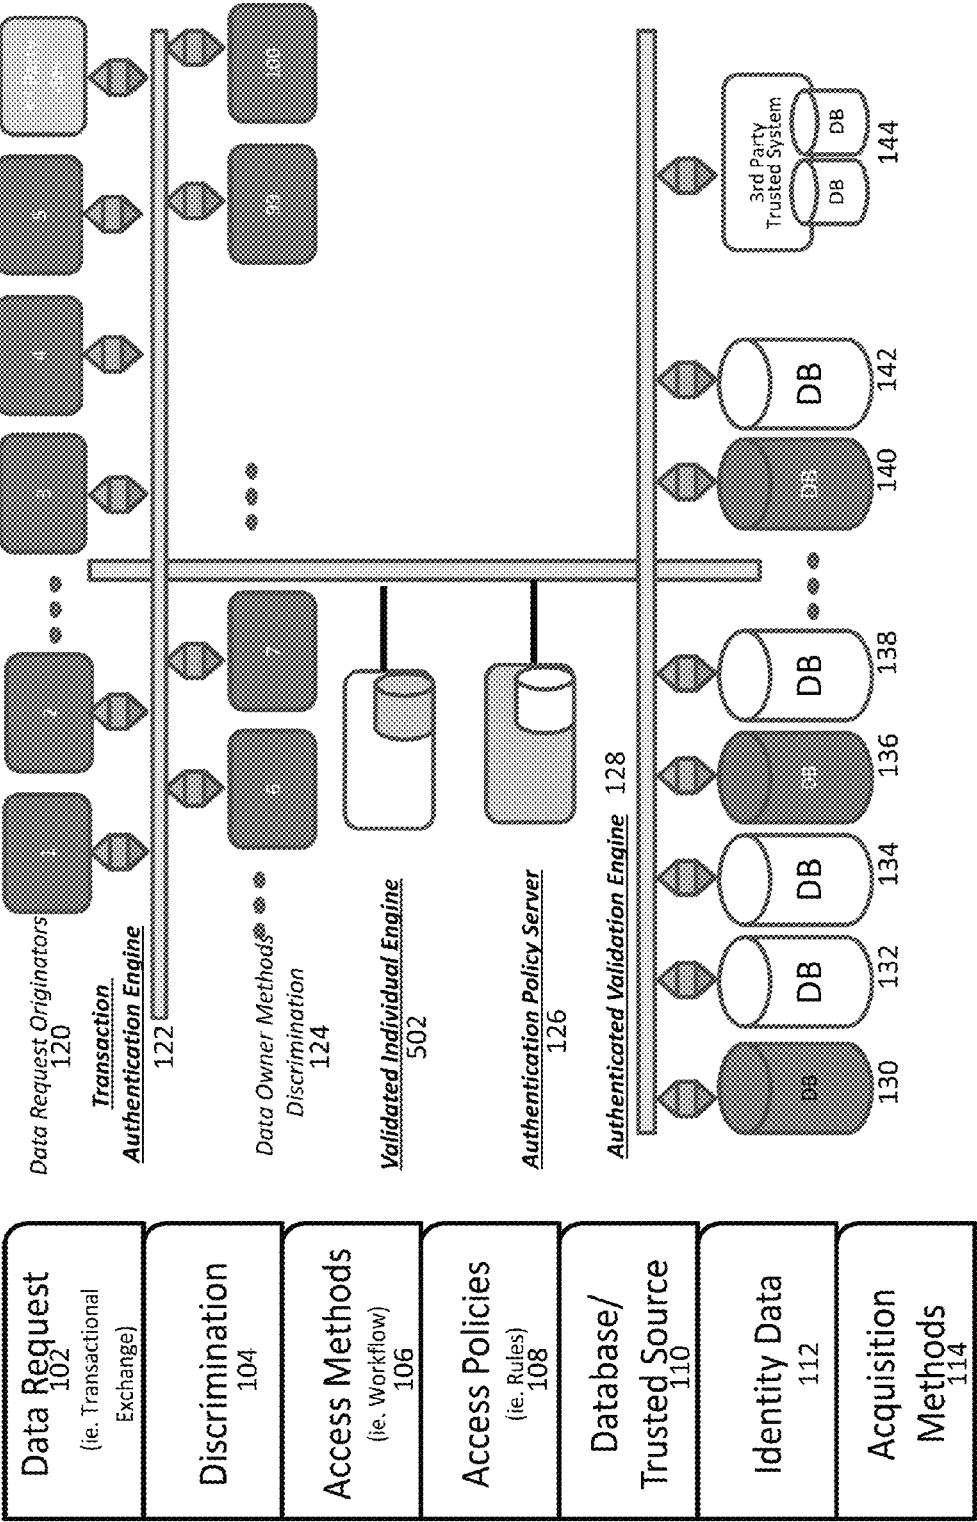 Data Request
102
(ie. Transactional
Exchange)
Discrimination
104
Access Methods
(ie. Workflow)
106
Access Policies
(ie. Rules)
108
Database/
Trusted Source
110
Identity Data
112
Acquisition
Methods
114
Data Request Originators
120
Transaction
Authentication Engine
122
Data Owner Methods
Discrimination
124
Validated Individual Engine
502
Authentication Policy Server
126
Authenticated Validation Engine 128
3
4
5
6
7
99
100
DB
130
DB
132
DB
134
DB
136
DB
138
DB
140
DB
142
3rd Party
Trusted System
DB
DB
144